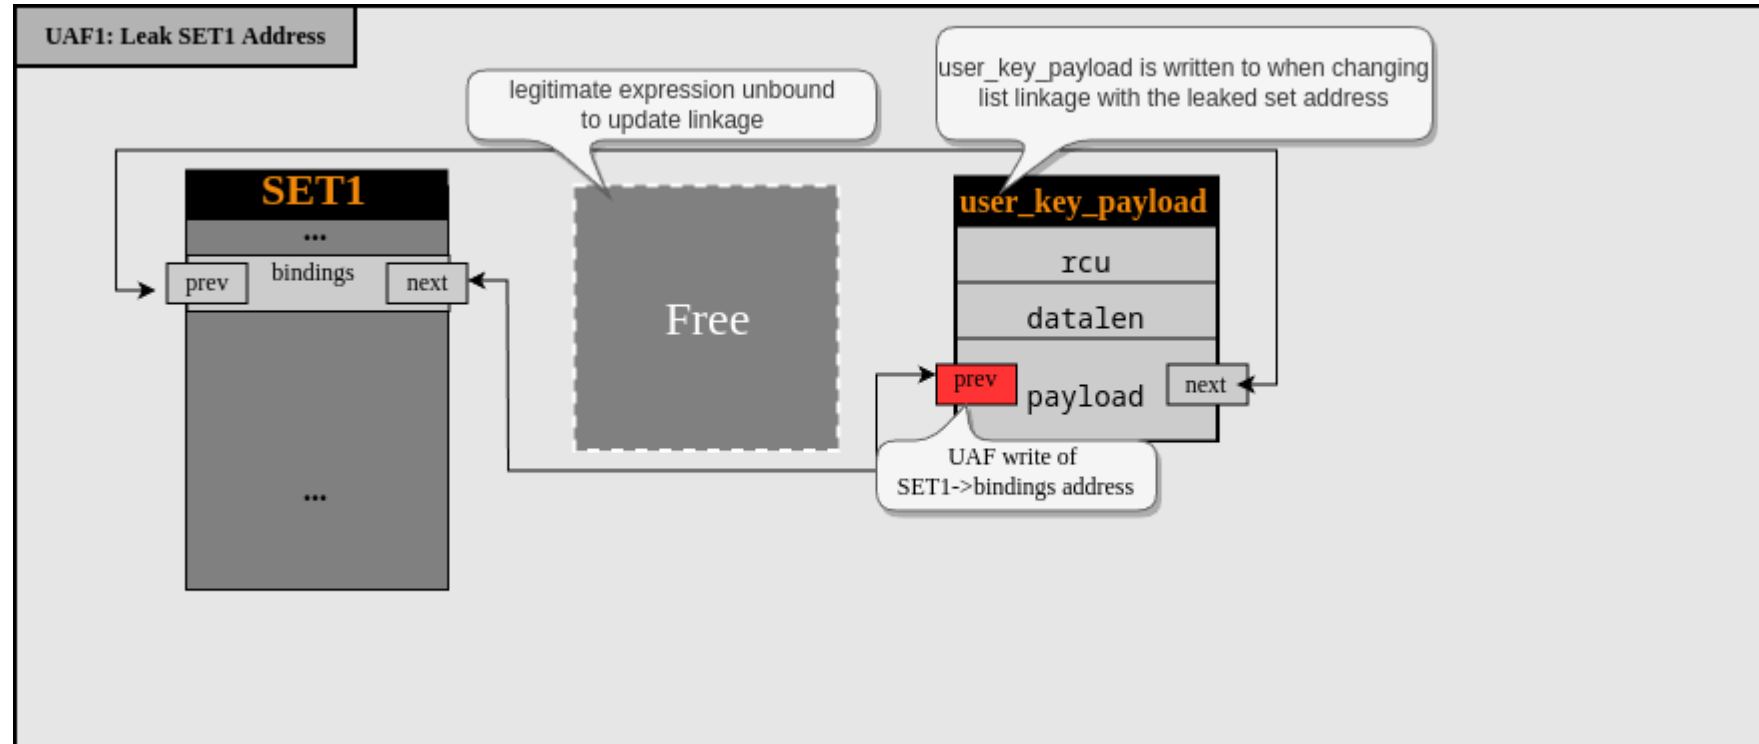 UAF1: Leak SET1 Address
legitimate expression unbound
to update linkage
user_key_payload is written to when changing
list linkage with the leaked set address
SET1
...
prev
bindings
next
...
Free
user_key_payload
rcu
datalen
prev
payload
next
UAF write of
SET1->bindings address